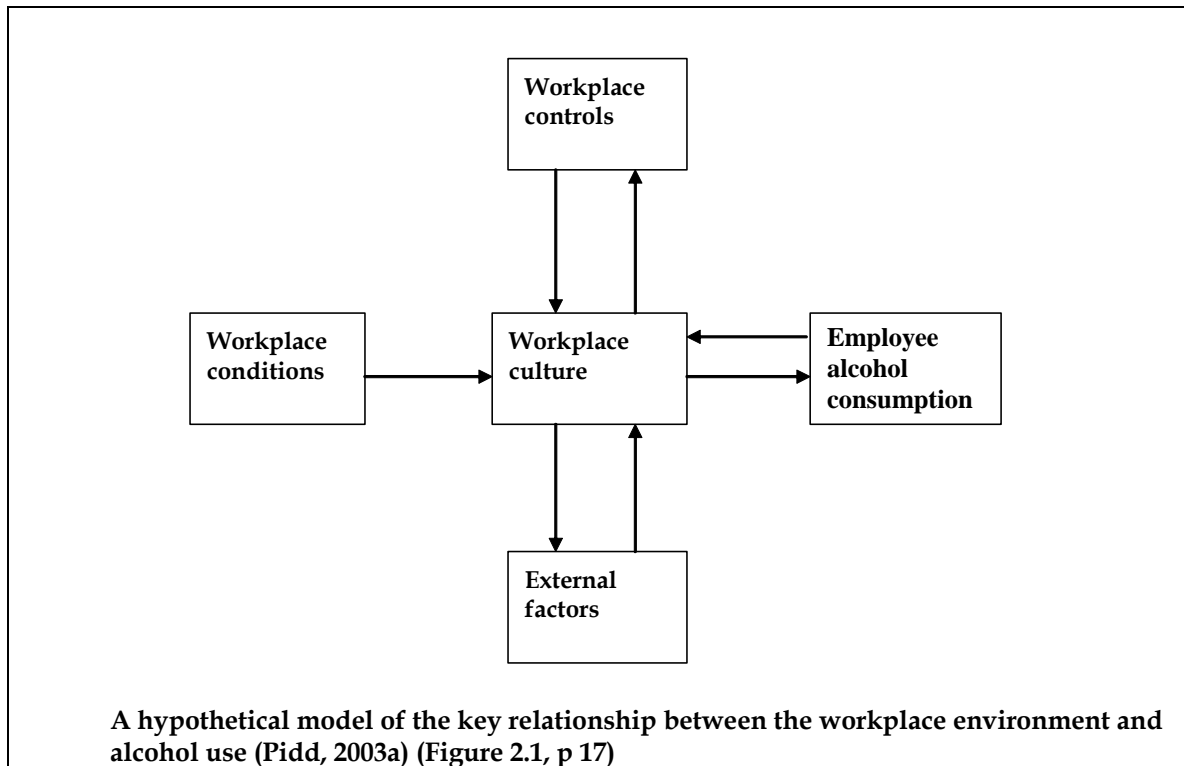 Workplace
controls
Workplace
conditions
Workplace
culture
Employee
alcohol
consumption
External
factors
A hypothetical model of the key relationship between the workplace environment and
alcohol use (Pidd, 2003a) (Figure 2.1, p 17)